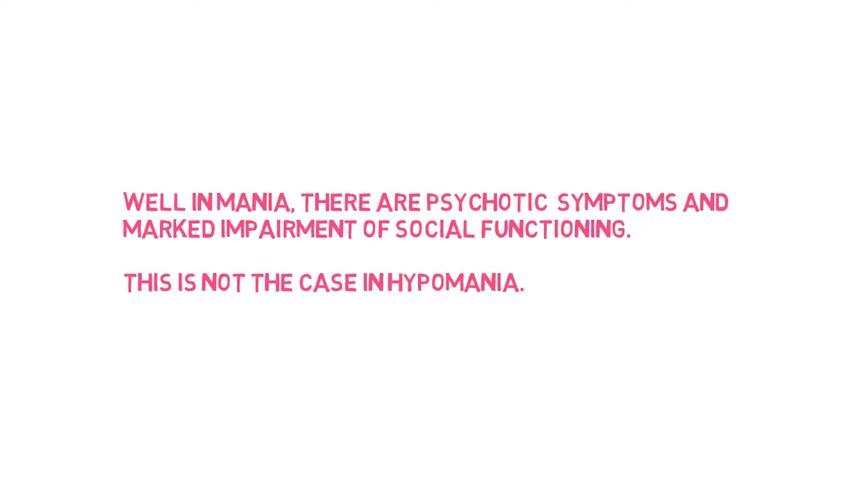 WELL IN MANIA, THERE ARE PSYCHOTIC SYMPTOMS AND
MARKED IMPAIRMENT OF SOCIAL FUNCTIONING.
THIS IS NOT THE CASE IN HYPOMANIA.